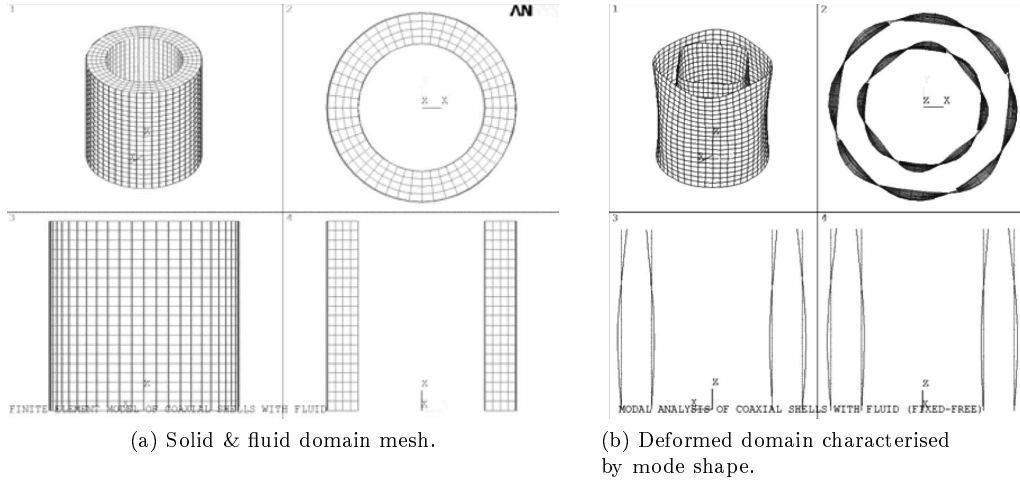 1
2
AN
X X
Z
X
3
4
Z
X
X
X
FINITE ELEMENT MODEL OF COAXIAL SHELLS WITH FLUID
1
2
Z
X
Z X
3
4
Z
X
Z
X
MODAL ANALYSIS OF COAXIAL SHELLS WITH FLUID (FIXED-FREE)
(a) Solid & fluid domain mesh.
(b) Deformed domain characterised
by mode shape.